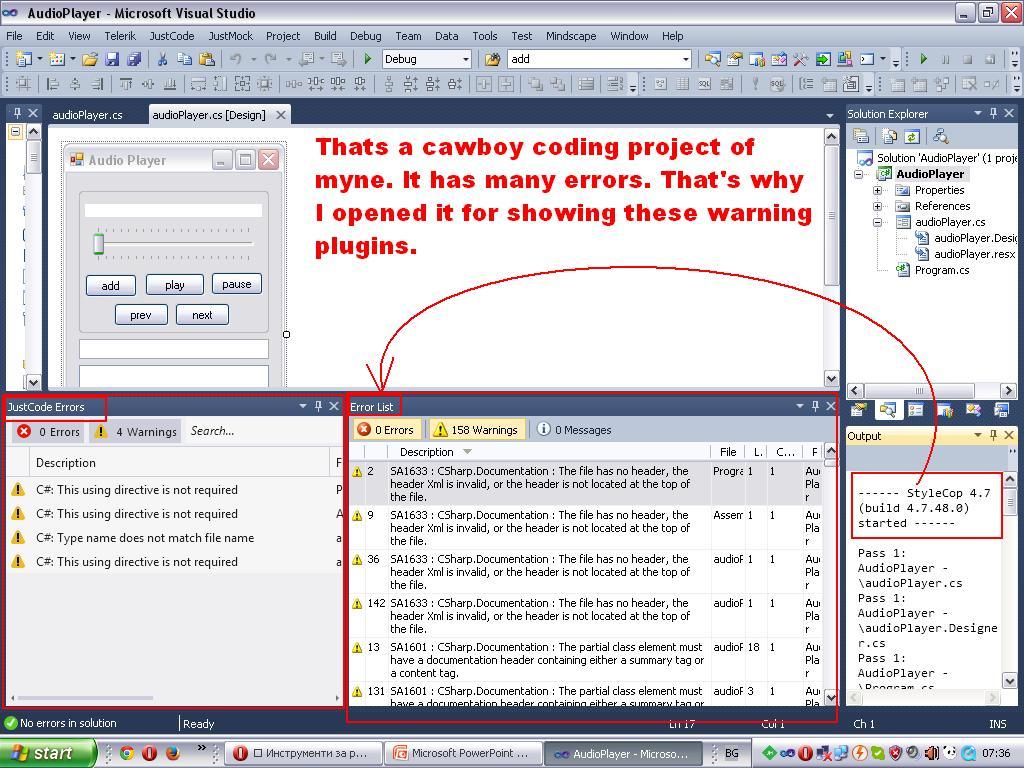 AudioPlayer - Microsoft Visual Studio
File Edit View Telerik JustCode JustMock Project Build Debug Team Data Tools Test Mindscape Window Help
Debug add
audioPlayer.cs audioPlayer.cs [Design]
Audio Player
add play pause
prev next
Thats a cawboy coding project of
myne. It has many errors. That's why
I opened it for showing these warning
plugins.
Solution Explorer
Solution 'AudioPlayer' (1 proje
AudioPlayer
Properties
References
audioPlayer.cs
audioPlayer.Desig
audioPlayer.resx
Program.cs
JustCode Errors
0 Errors 4 Warnings Search...
Description F
C#: This using directive is not required P
C#: This using directive is not required A
C#: Type name does not match file name a
C#: This using directive is not required a
Error List
0 Errors 158 Warnings 0 Messages
Description File L. C... F
2 SA1633 : CSharp.Documentation : The file has no header, the Progra 1 1 Au
header Xml is invalid, or the header is not located at the top of Pla
the file. r
9 SA1633 : CSharp.Documentation : The file has no header, the Assem 1 1 Au
header Xml is invalid, or the header is not located at the top of Pla
the file. r
36 SA1633 : CSharp.Documentation : The file has no header, the audioF 1 1 Au
header Xml is invalid, or the header is not located at the top of Pla
the file. r
142 SA1633 : CSharp.Documentation : The file has no header, the audioF 1 1 Au
header Xml is invalid, or the header is not located at the top of Pla
the file. r
13 SA1601 : CSharp.Documentation : The partial class element must audioF 18 1 Au
have a documentation header containing either a summary tag or Pla
a content tag. r
131 SA1601 : CSharp.Documentation : The partial class element must audioF 3 1 Au
have a documentation header containing either a summary tag or Pla
Output
------ StyleCop 4.7
(build 4.7.48.0)
started ------
Pass 1:
AudioPlayer -
\audioPlayer.cs
Pass 1:
AudioPlayer -
\audioPlayer.Designe
r.cs
Pass 1:
AudioPlayer -
\Program.cs
No errors in solution Ready Ln 17 Col 1 Ch 1 INS
start Инструменти за р... Microsoft PowerPoint ... AudioPlayer - Microso... BG 07:36